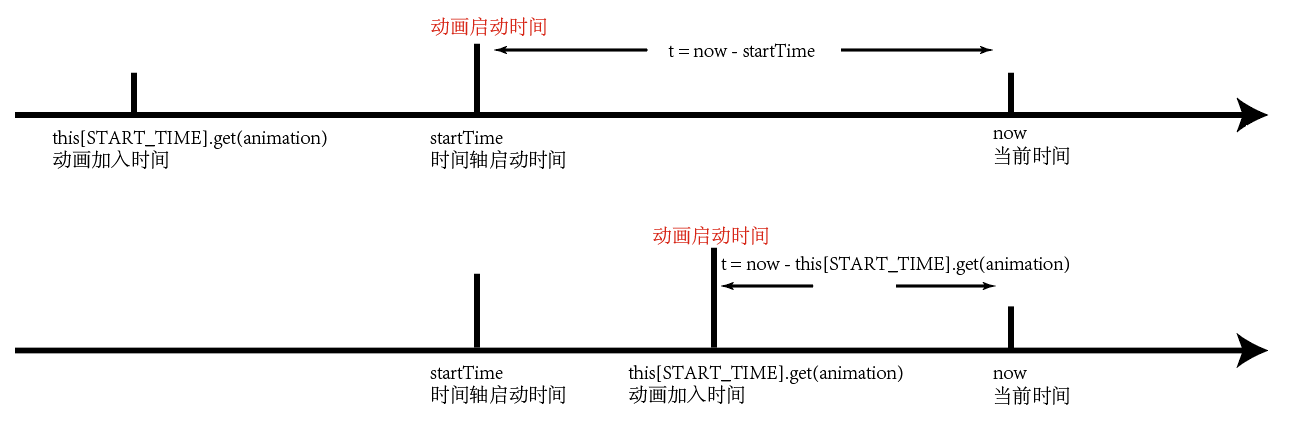 动画启动时间
t = now - startTime
this[START_TIME].get(animation)
动画加入时间
startTime
时间轴启动时间
now
当前时间
动画启动时间
t = now - this[START_TIME].get(animation)
startTime
时间轴启动时间
this[START_TIME].get(animation)
动画加入时间
now
当前时间